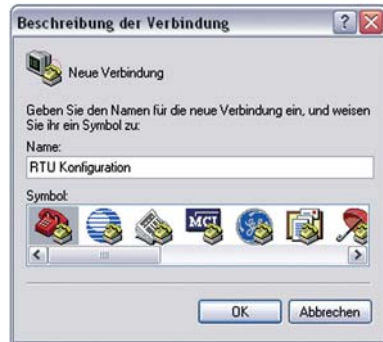 Beschreibung der Verbindung
Neue Verbindung
Geben Sie den Namen für die neue Verbindung ein, und weisen
Sie ihr ein Symbol zu:
Name:
RTU Konfiguration
Symbol:
MCI
OK
Abbrechen